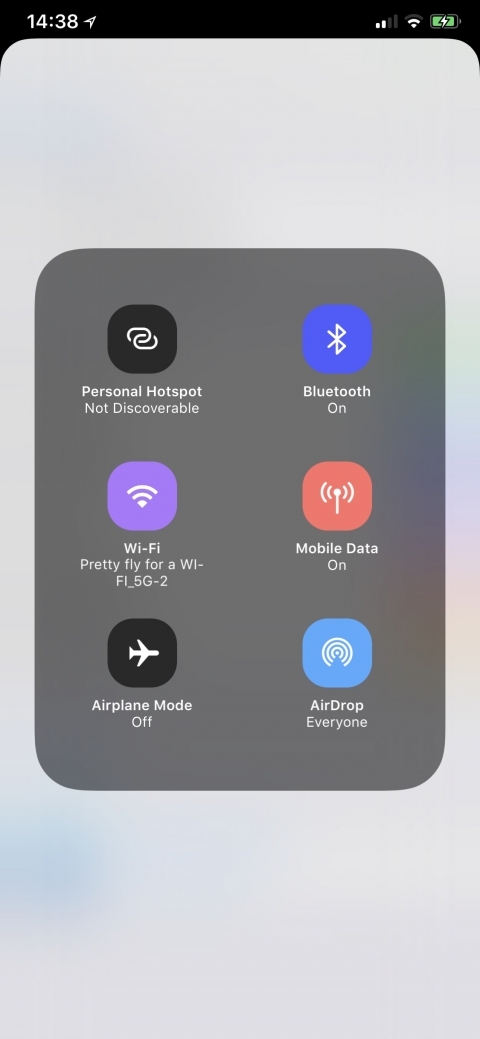 14:38
Personal Hotspot
Not Discoverable
Bluetooth
On
Wi-Fi
Pretty fly for a WI-
FI_5G-2
Mobile Data
On
Airplane Mode
Off
AirDrop
Everyone